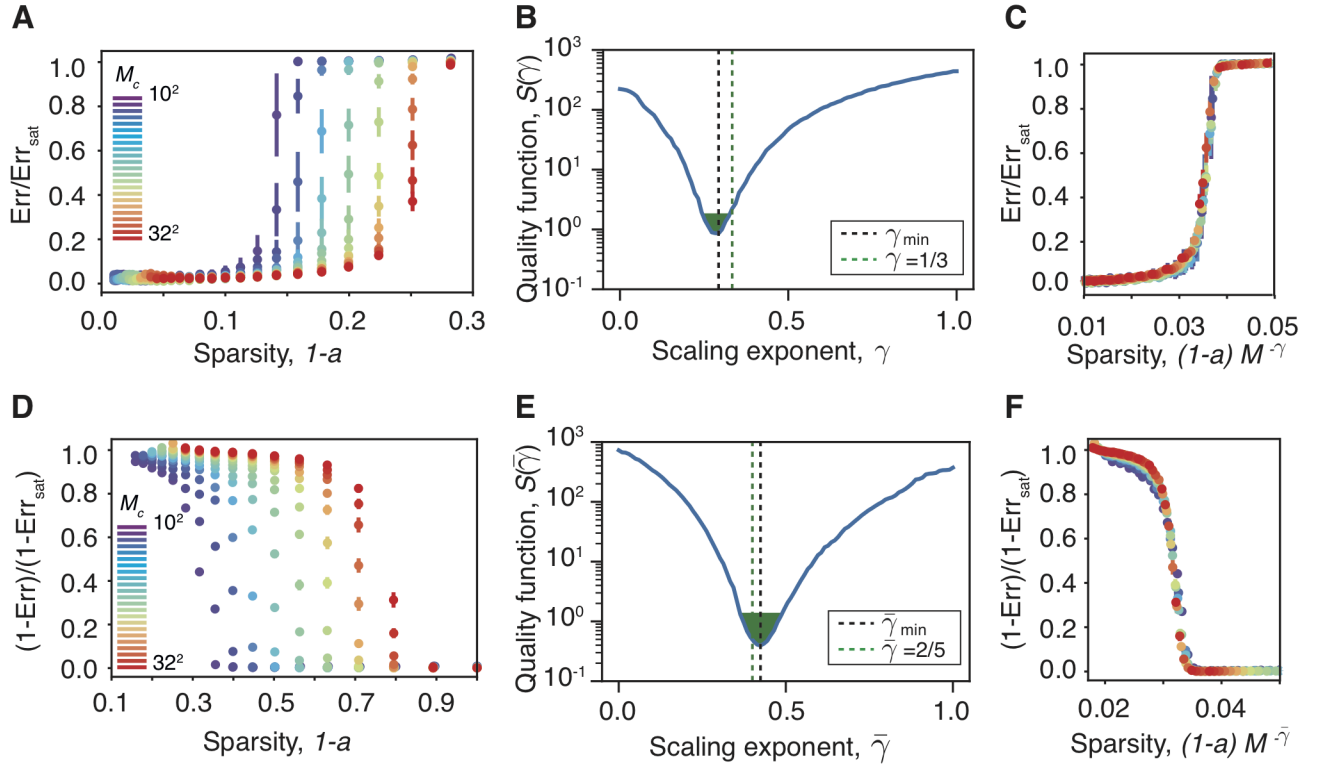 A
Err/Err_sat
1.0
0.8
0.6
0.4
0.2
0.0
M_c
10²
32²
0.0 0.1 0.2 0.3
Sparsity, 1-a
B
Quality function, S(γ)
10³
10²
10¹
10⁰
10⁻¹
γ min
γ =1/3
0.0 0.5 1.0
Scaling exponent, γ
C
Err/Err_sat
1.0
0.8
0.6
0.4
0.2
0.0
0.01 0.03 0.05
Sparsity, (1-a) M^-γ
D
(1-Err)/(1-Err_sat)
1.0
0.8
0.6
0.4
0.2
0.0
M_c
10²
32²
0.1 0.3 0.5 0.7 0.9
Sparsity, 1-a
E
Quality function, S(γ̄)
10³
10²
10¹
10⁰
10⁻¹
γ̄ min
γ̄ =2/5
0.0 0.5 1.0
Scaling exponent, γ̄
F
(1-Err)/(1-Err_sat)
1.0
0.8
0.6
0.4
0.2
0.0
0.02 0.04
Sparsity, (1-a) M^-γ̄